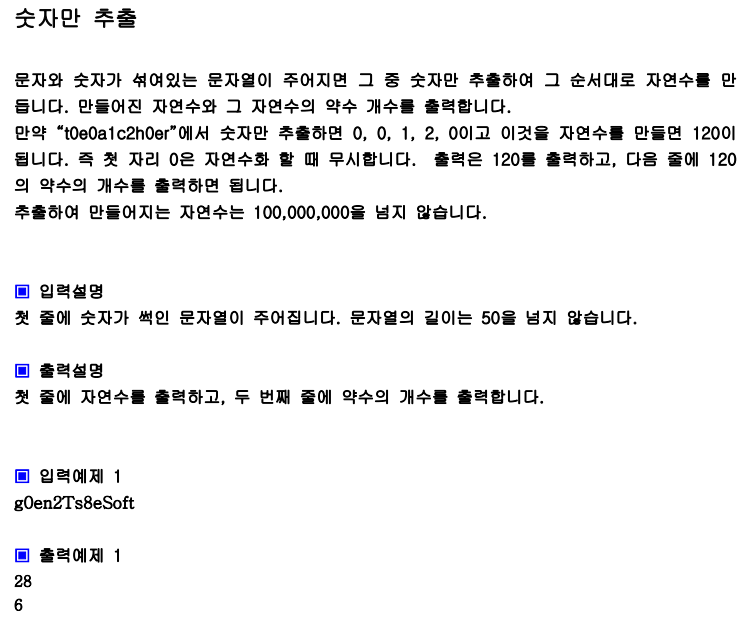 숫자만 추출
문자와 숫자가 섞여있는 문자열이 주어지면 그 중 숫자만 추출하여 그 순서대로 자연수를 만
듭니다. 만들어진 자연수와 그 자연수의 약수 개수를 출력합니다.
만약 “t0e0a1c2h0er”에서 숫자만 추출하면 0, 0, 1, 2, 0이고 이것을 자연수를 만들면 120이
됩니다. 즉 첫 자리 0은 자연수화 할 때 무시합니다. 출력은 120를 출력하고, 다음 줄에 120
의 약수의 개수를 출력하면 됩니다.
추출하여 만들어지는 자연수는 100,000,000을 넘지 않습니다.
▣ 입력설명
첫 줄에 숫자가 썩인 문자열이 주어집니다. 문자열의 길이는 50을 넘지 않습니다.
▣ 출력설명
첫 줄에 자연수를 출력하고, 두 번째 줄에 약수의 개수를 출력합니다.
▣ 입력예제 1
g0en2Ts8eSoft
▣ 출력예제 1
28
6